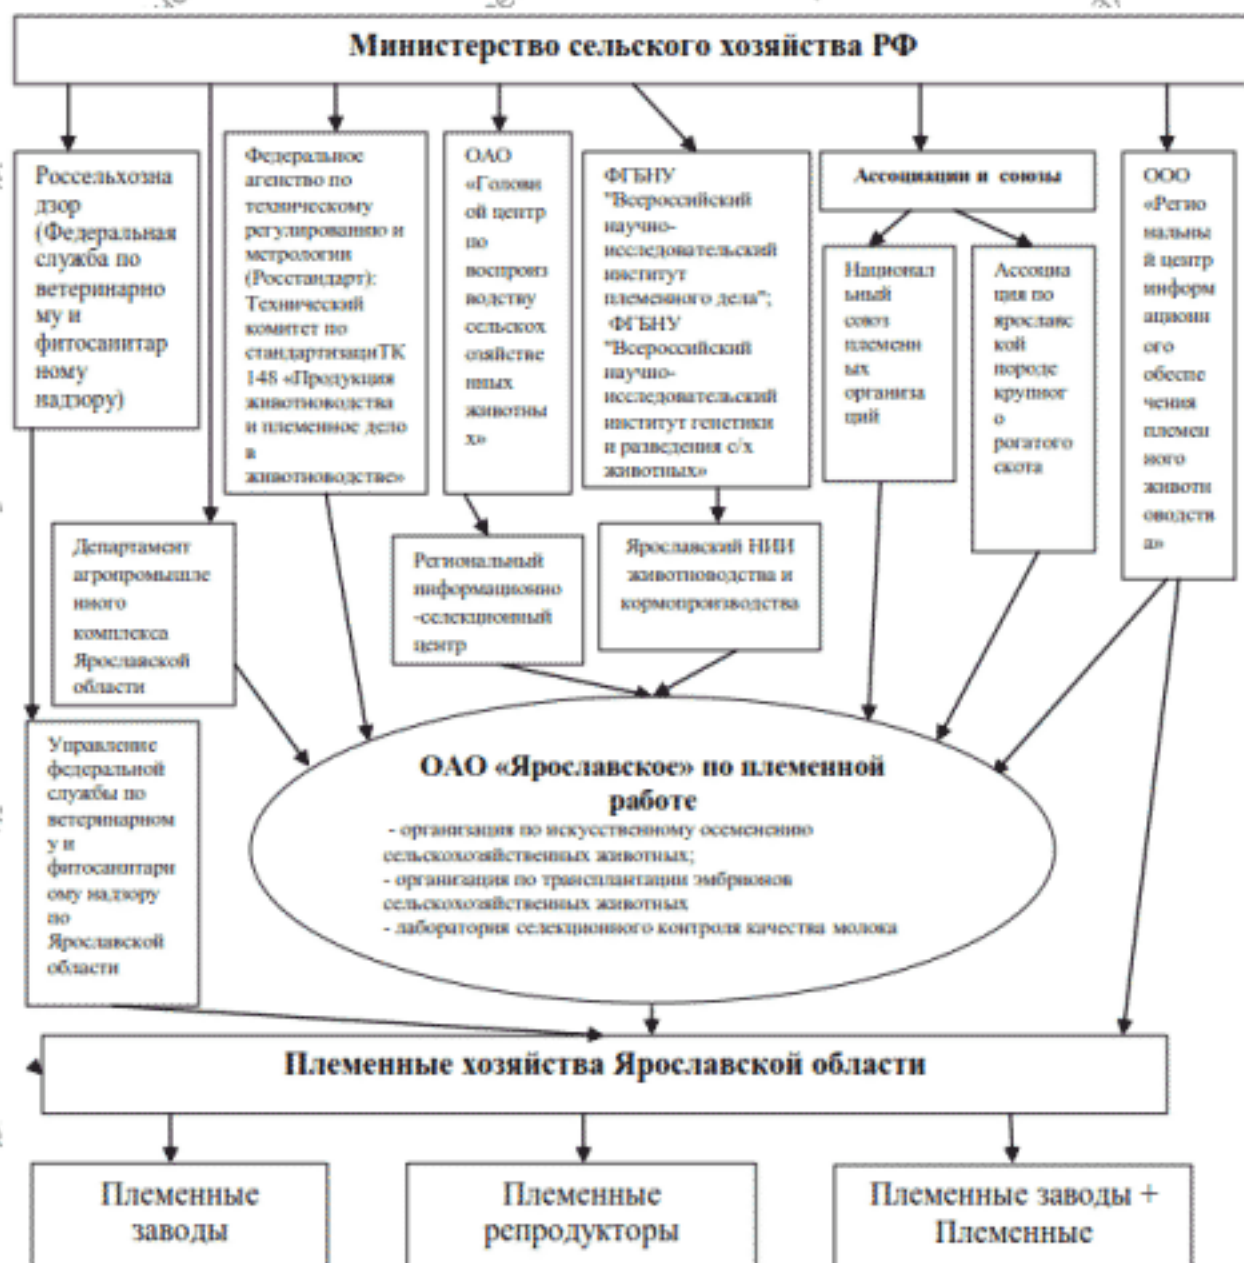 Министерство сельского хозяйства РФ
Россельхозна
дзор
(Федеральная
служба по
ветеринарно
му и
фитосанитар
ному
надзору)
Федеральное
агенство по
техническому
регулированию и
метрологии
(Росстандарт):
Технический
комитет по
стандартизациТК
148 «Продукция
животноводства
и племенное дело
в
животноводстве»
ОАО
«Головн
ой центр
по
воспроиз
водству
сельскох
озяйстве
нных
животны
х»
ФГБНУ
"Всероссийский
научно-
исследовательский
институт
племенного дела";
ФГБНУ
"Всероссийский
научно-
исследовательский
институт генетики
и разведения с/х
животных»
Ассоциации и союзы
Национал
ьный
союз
племенн
ых
организа
ций
Ассоциа
ция по
ярославс
кой
породе
крупног
о
рогатого
скота
ООО
«Регио
нальны
й центр
информ
ационн
ого
обеспе
чения
племен
ного
животн
оводств
а»
Департамент
агропромышле
нного
комплекса
Ярославской
области
Региональный
информационно
-селекционный
центр
Ярославский НИИ
животноводства и
кормопроизводства
Управление
федеральной
службы по
ветеринарном
у и
фитосанитарн
ому надзору
по
Ярославской
области
ОАО «Ярославское» по племенной
работе
- организация по искусственному осеменению
сельскохозяйственных животных;
- организация по трансплантации эмбрионов
сельскохозяйственных животных
- лаборатория селекционного контроля качества молока
Племенные хозяйства Ярославской области
Племенные
заводы
Племенные
репродукторы
Племенные заводы +
Племенные